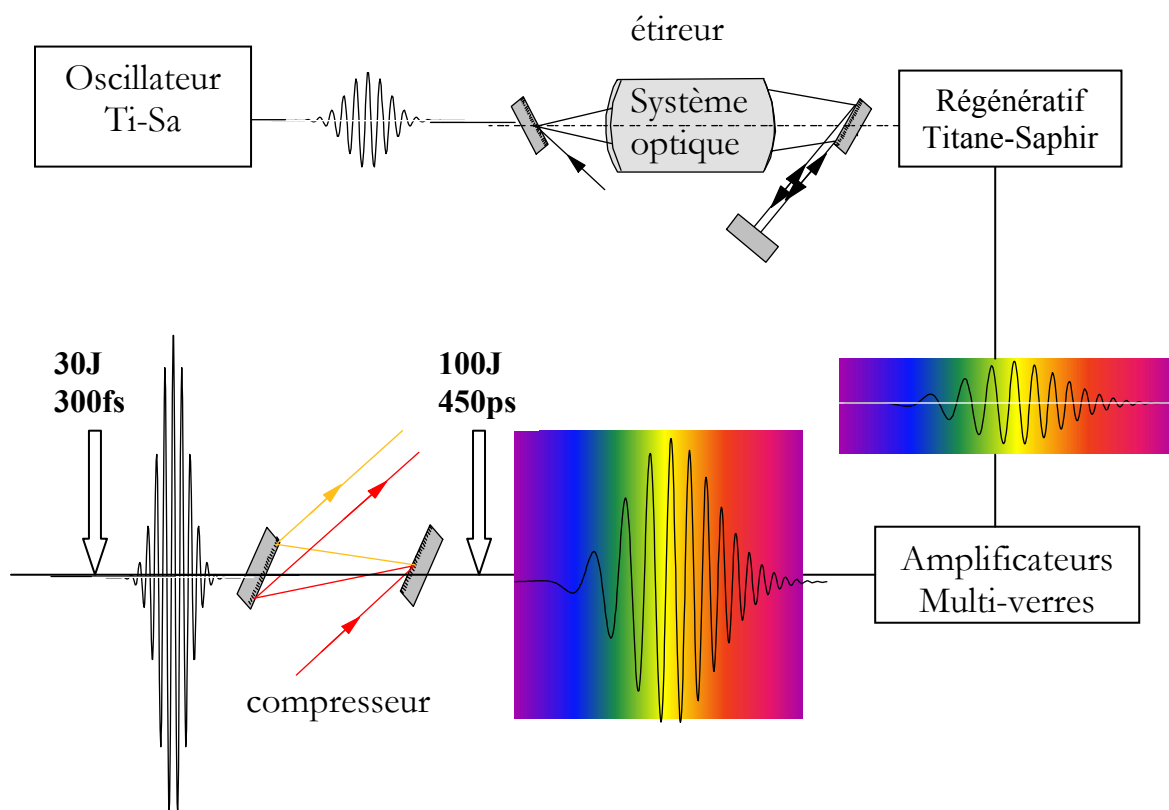 étireur
Oscillateur
Ti-Sa
Système
optique
Régénératif
Titane-Saphir
30J
300fs
100J
450ps
Amplificateurs
Multi-verres
compresseur